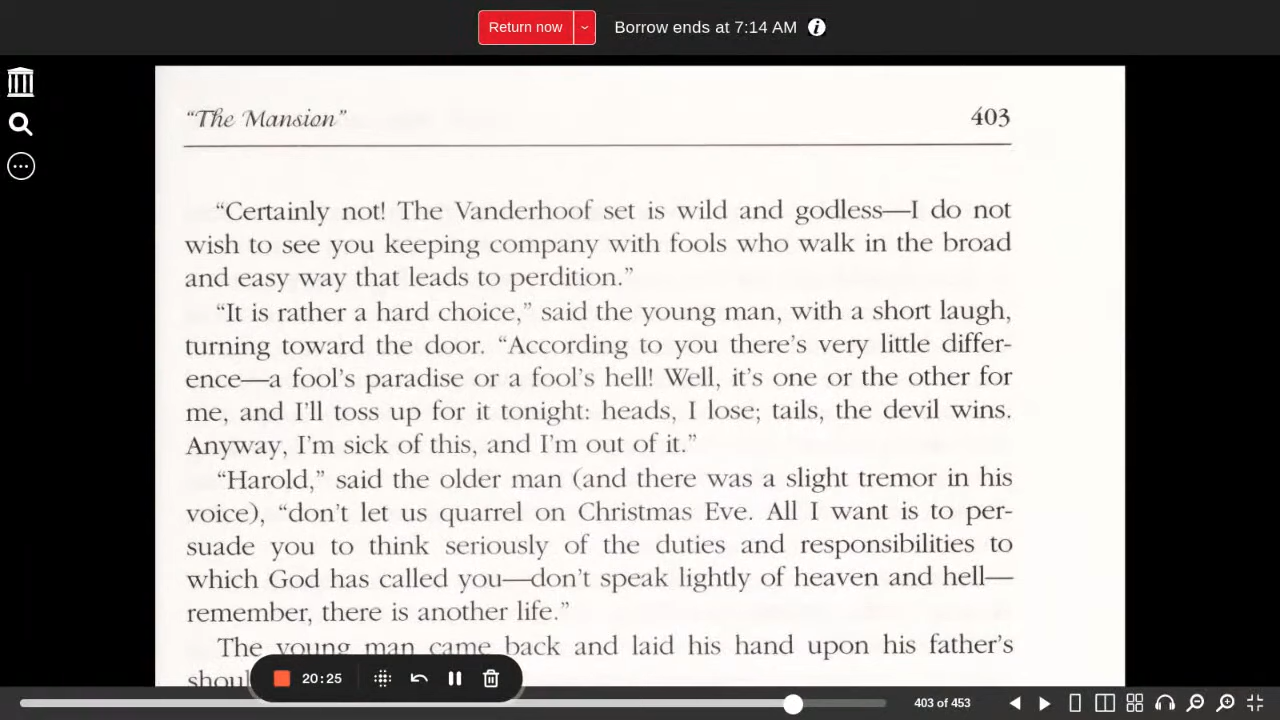 Return now
Borrow ends at 7:14 AM
“The Mansion” 403
“Certainly not! The Vanderhoof set is wild and godless—I do not
wish to see you keeping company with fools who walk in the broad
and easy way that leads to perdition.”
“It is rather a hard choice,” said the young man, with a short laugh,
turning toward the door. “According to you there’s very little differ-
ence—a fool’s paradise or a fool’s hell! Well, it’s one or the other for
me, and I’ll toss up for it tonight: heads, I lose; tails, the devil wins.
Anyway, I’m sick of this, and I’m out of it.”
“Harold,” said the older man (and there was a slight tremor in his
voice), “don’t let us quarrel on Christmas Eve. All I want is to per-
suade you to think seriously of the duties and responsibilities to
which God has called you—don’t speak lightly of heaven and hell—
remember, there is another life.”
The young man came back and laid his hand upon his father’s
shoul
20:25
403 of 453